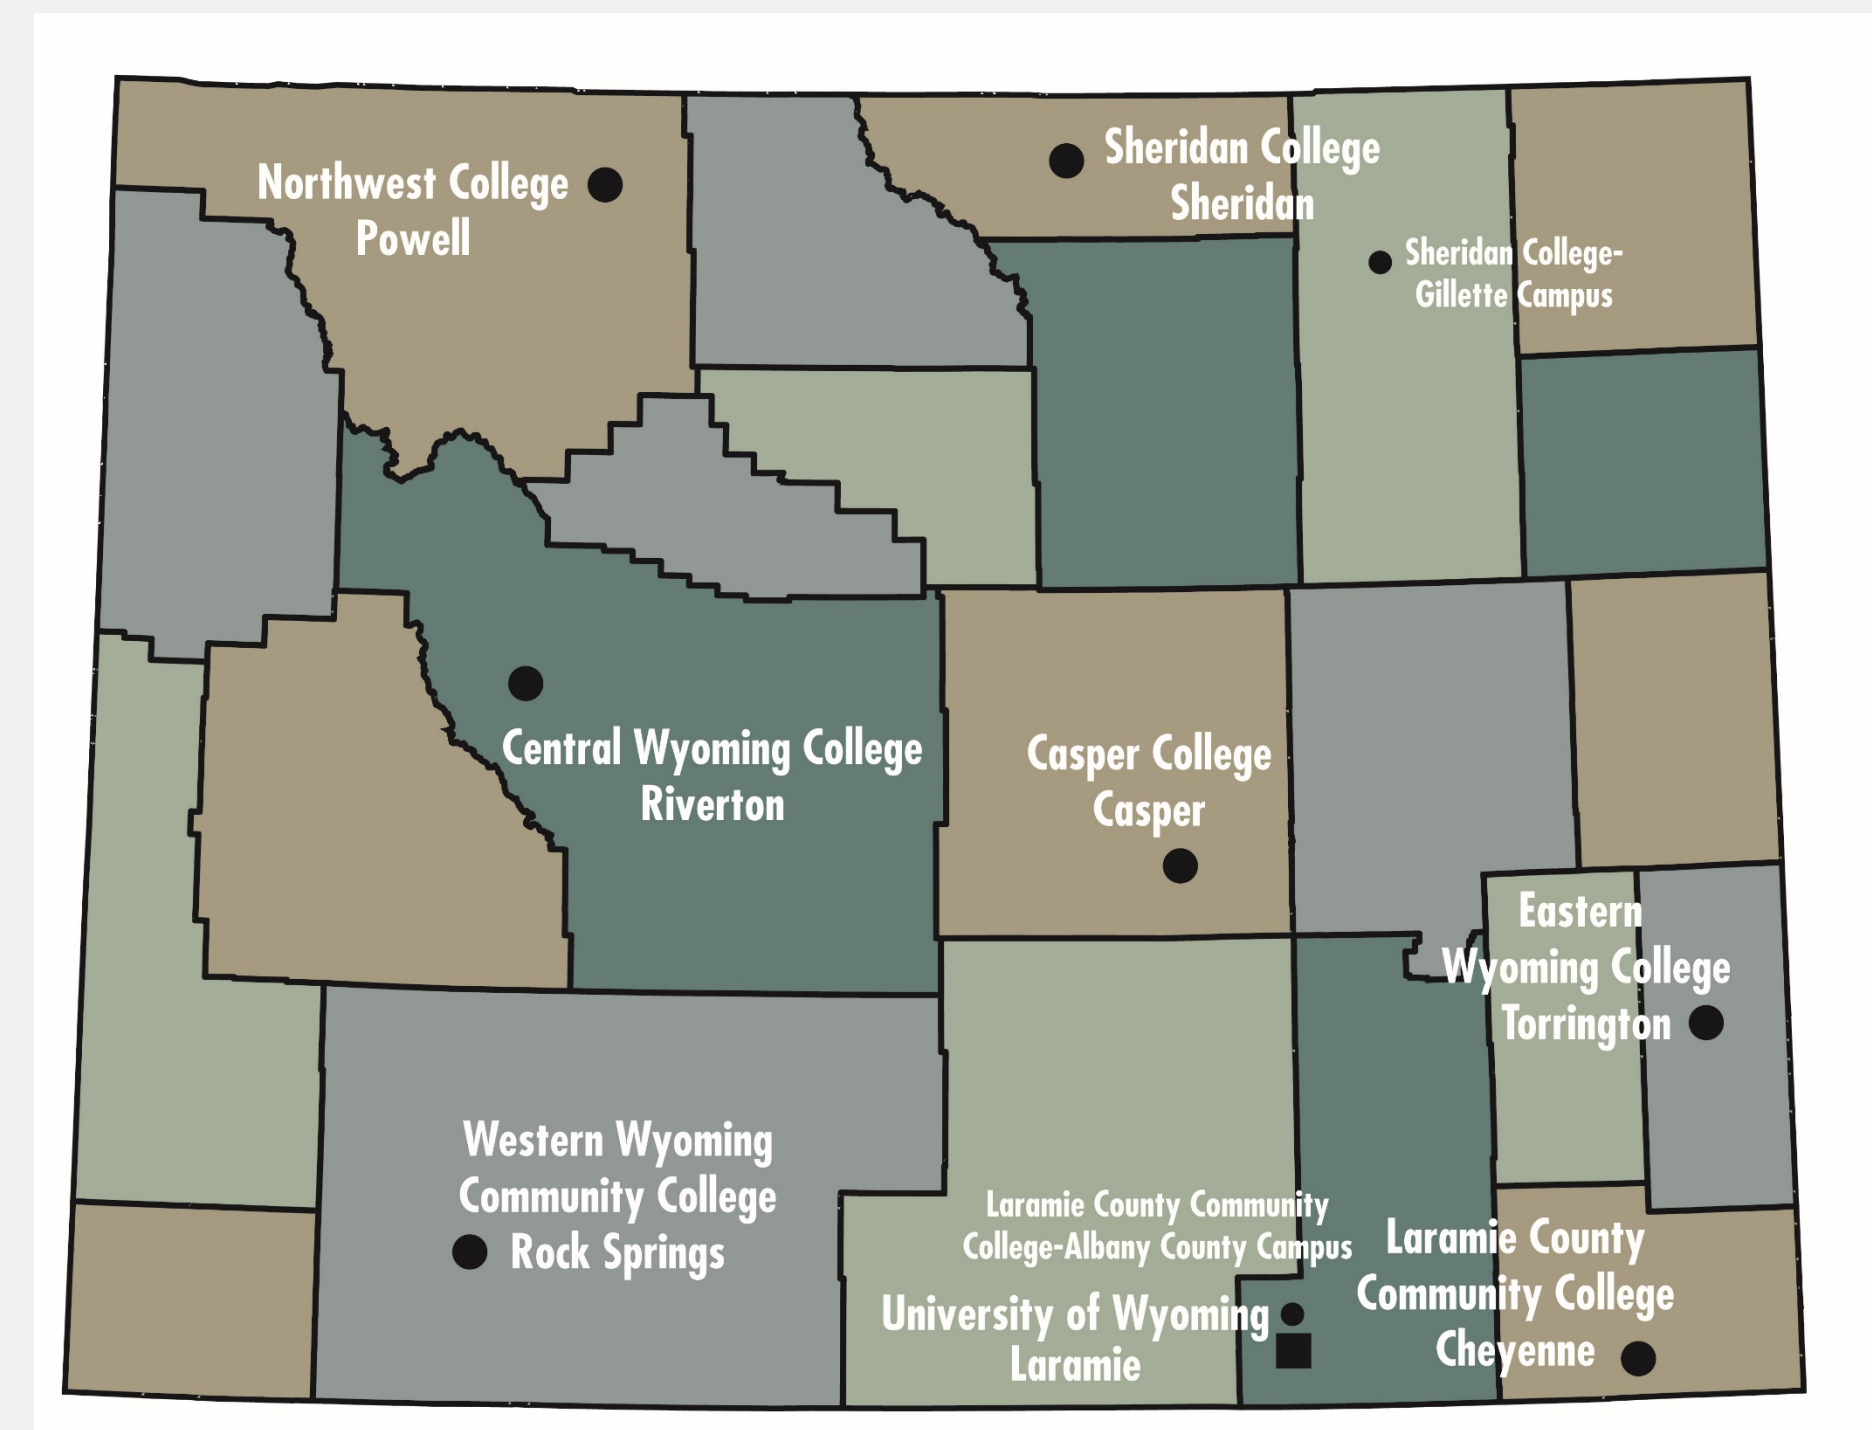 Northwest College
Powell
Sheridan College
Sheridan
Sheridan College-
Gillette Campus
Central Wyoming College
Riverton
Casper College
Casper
Eastern
Wyoming College
Torrington
Western Wyoming
Community College
Rock Springs
Laramie County Community
College-Albany County Campus
University of Wyoming
Laramie
Laramie County
Community College
Cheyenne